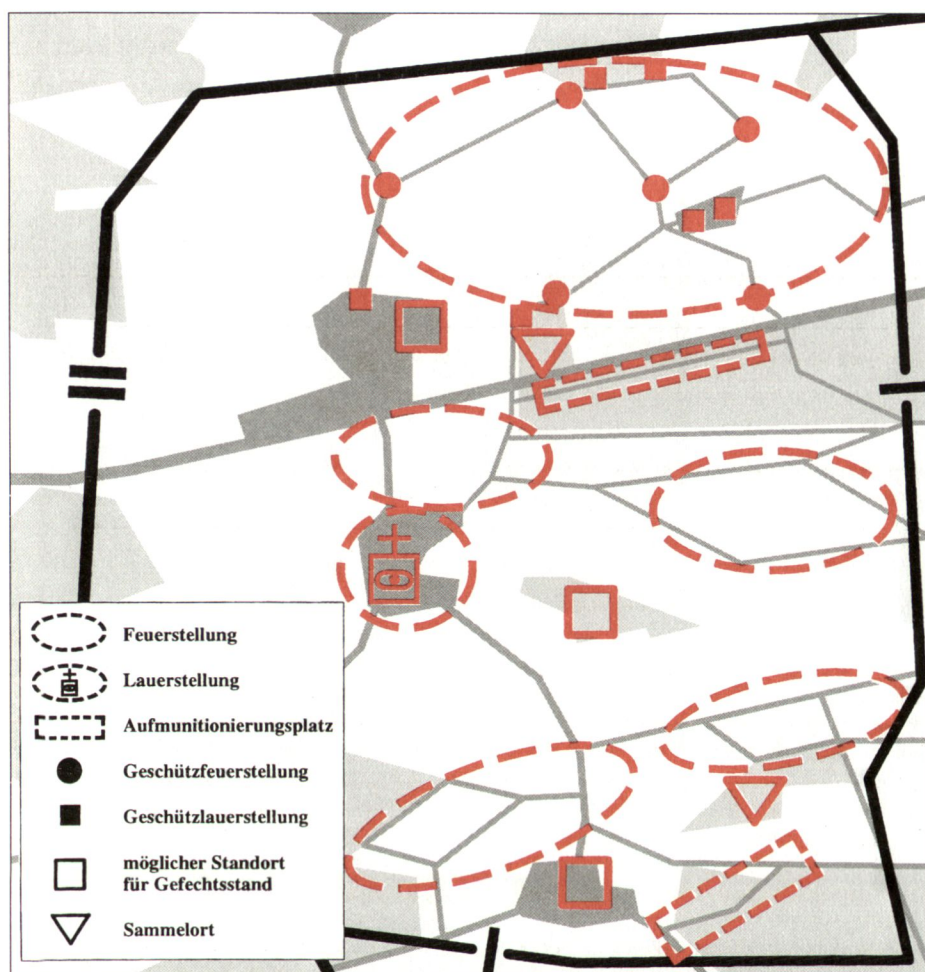 Feuerstellung
Lauerstellung
Aufmunitionierungsplatz
Geschützfeuerstellung
Geschützlauerstellung
möglicher Standort
für Gefechtsstand
Sammelort